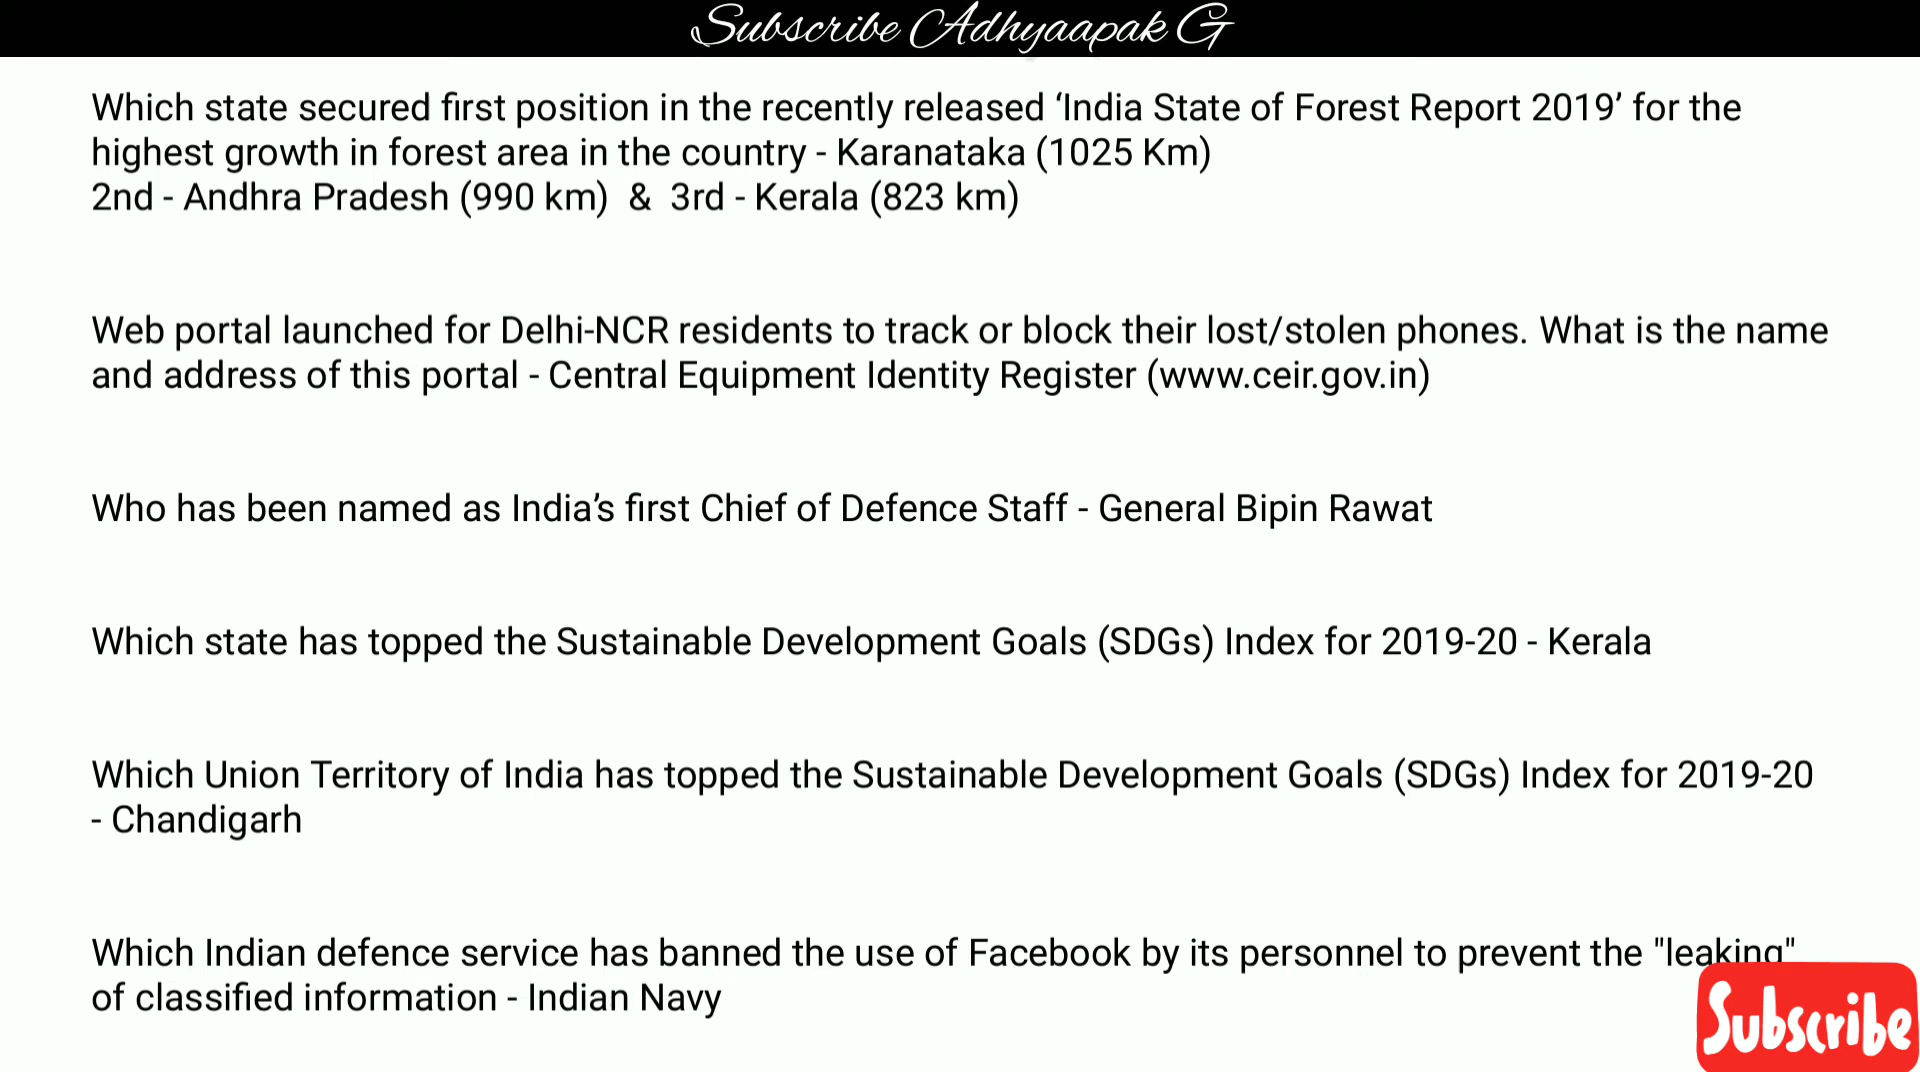 Subscribe Adhyaapak G
Which state secured first position in the recently released ‘India State of Forest Report 2019’ for the
highest growth in forest area in the country - Karanataka (1025 Km)
2nd - Andhra Pradesh (990 km)  &  3rd - Kerala (823 km)
Web portal launched for Delhi-NCR residents to track or block their lost/stolen phones. What is the name
and address of this portal - Central Equipment Identity Register (www.ceir.gov.in)
Who has been named as India’s first Chief of Defence Staff - General Bipin Rawat
Which state has topped the Sustainable Development Goals (SDGs) Index for 2019-20 - Kerala
Which Union Territory of India has topped the Sustainable Development Goals (SDGs) Index for 2019-20
- Chandigarh
Which Indian defence service has banned the use of Facebook by its personnel to prevent the "leaking"
of classified information - Indian Navy
Subscribe